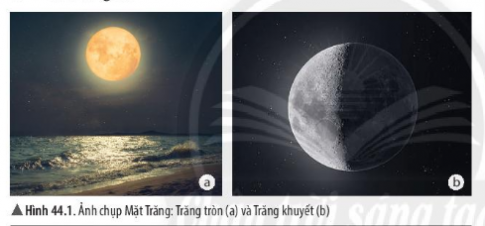 a
b
▲ Hình 44.1. Ảnh chụp Mặt Trăng: Trăng tròn (a) và Trăng khuyết (b)